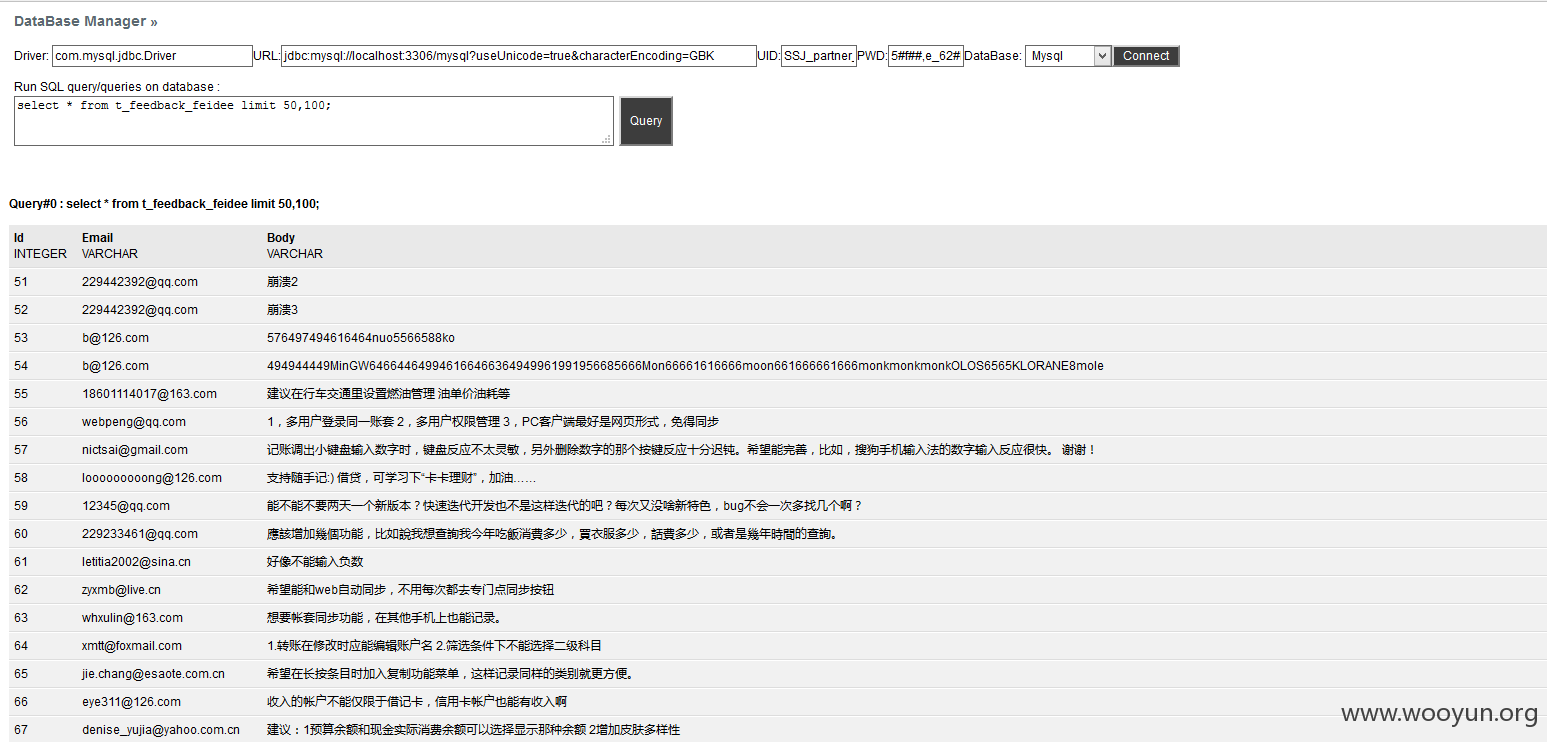 DataBase Manager »
Driver: com.mysql.jdbc.Driver URL: jdbc:mysql://localhost:3306/mysql?useUnicode=true&characterEncoding=GBK UID: SSJ_partner_ PWD: 5#f##,e_62# DataBase: Mysql Connect
Run SQL query/queries on database :
select * from t_feedback_feidee limit 50,100;
Query
Query#0 : select * from t_feedback_feidee limit 50,100;
Id Email Body
INTEGER VARCHAR VARCHAR
51 229442392@qq.com 崩溃2
52 229442392@qq.com 崩溃3
53 b@126.com 576497494616464nuo5566588ko
54 b@126.com 494944449MinGW64664464994616646636494996199195668​5666Mon66661616666moon661666661666monkmonkmonkOLOS6565KLORANE8mole
55 18601114017@163.com 建议在行车交通里设置燃油管理 油单价油耗等
56 webpeng@qq.com 1，多用户登录同一账套 2，多用户权限管理 3，PC客户端最好是网页形式，免得同步
57 nictsai@gmail.com 记账调出小键盘输入数字时，键盘反应不太灵敏，另外删除数字的那个按键反应十分迟钝。希望能完善，比如，搜狗手机输入法的数字输入反应很快。 谢谢！
58 looooooooong@126.com 支持随手记:) 借贷，可学习下“卡卡理财”，加油……
59 12345@qq.com 能不能不要两天一个新版本？快速迭代开发也不是这样迭代的吧？每次又没啥新特色，bug不会一次多找几个啊？
60 229233461@qq.com 應該增加幾個功能，比如說我想查詢我今年吃飯消費多少，買衣服多少，話費多少，或者是幾年時間的查詢。
61 letitia2002@sina.cn 好像不能输入负数
62 zyxmb@live.cn 希望能和web自动同步，不用每次都去专门点同步按钮
63 whxulin@163.com 想要帐套同步功能，在其他手机上也能记录。
64 xmtt@foxmail.com 1.转账在修改时应能编辑账户名 2.筛选条件下不能选择二级科目
65 jie.chang@esaote.com.cn 希望在长按条目时加入复制功能菜单，这样记录同样的类别就更方便。
66 eye311@126.com 收入的帐户不能仅限于借记卡，信用卡帐户也能有收入啊
67 denise_yujia@yahoo.com.cn 建议：1预算余额和现金实际消费余额可以选择显示那种余额 2增加皮肤多样性
www.wooyun.org